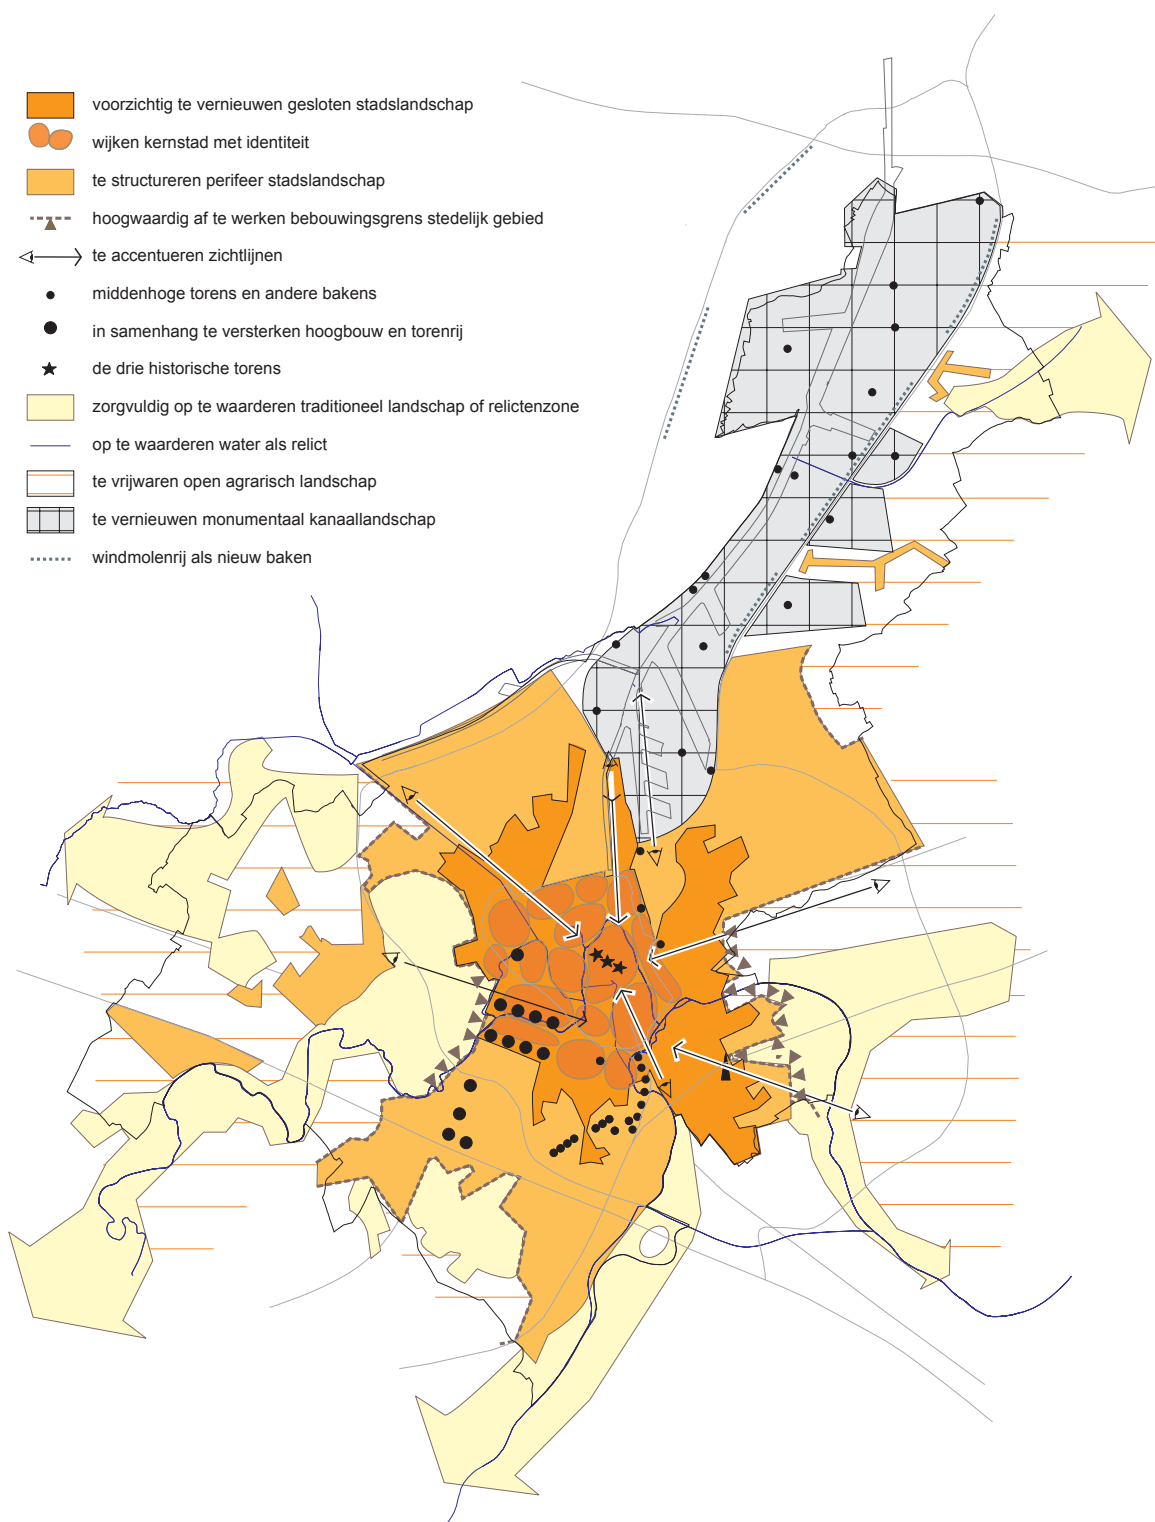 voorzichtig te vernieuwen gesloten stadslandschap
wijken kernstad met identiteit
te structureren perifeer stadslandschap
hoogwaardig af te werken bebouwingsgrens stedelijk gebied
te accentueren zichtlijnen
middenhoge torens en andere bakens
in samenhang te versterken hoogbouw en torenrij
de drie historische torens
zorgvuldig op te waarderen traditioneel landschap of relictenzone
op te waarderen water als relict
te vrijwaren open agrarisch landschap
te vernieuwen monumentaal kanaallandschap
windmolenrij als nieuw baken